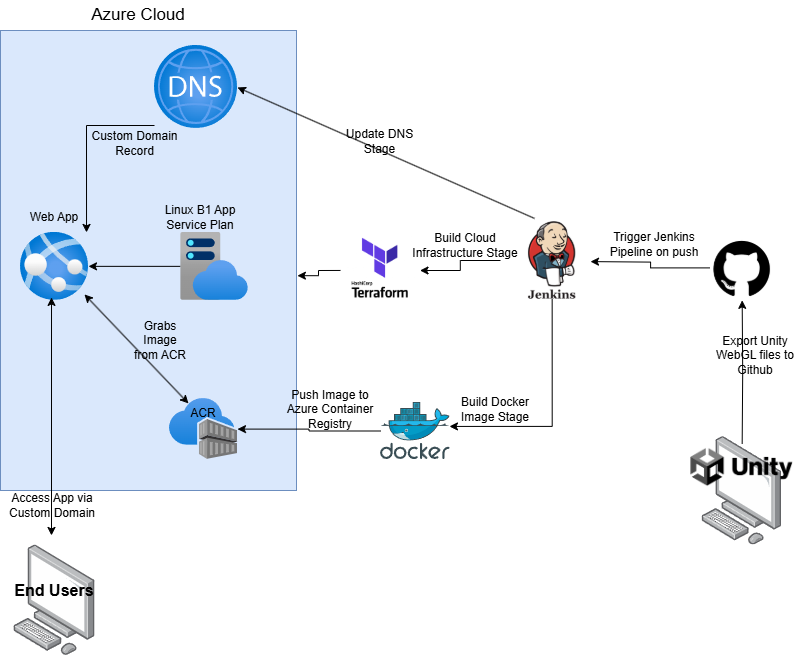 Azure Cloud
DNS
Custom Domain
Record
Update DNS
Stage
Web App
Linux B1 App
Service Plan
Build Cloud
Infrastructure Stage
Trigger Jenkins
Pipeline on push
HashiCorp
Terraform
Jenkins
Grabs
Image
from ACR
Export Unity
WebGL files to
Github
ACR
Push Image to
Azure Container
Registry
Build Docker
Image Stage
docker
Unity
Access App via
Custom Domain
End Users